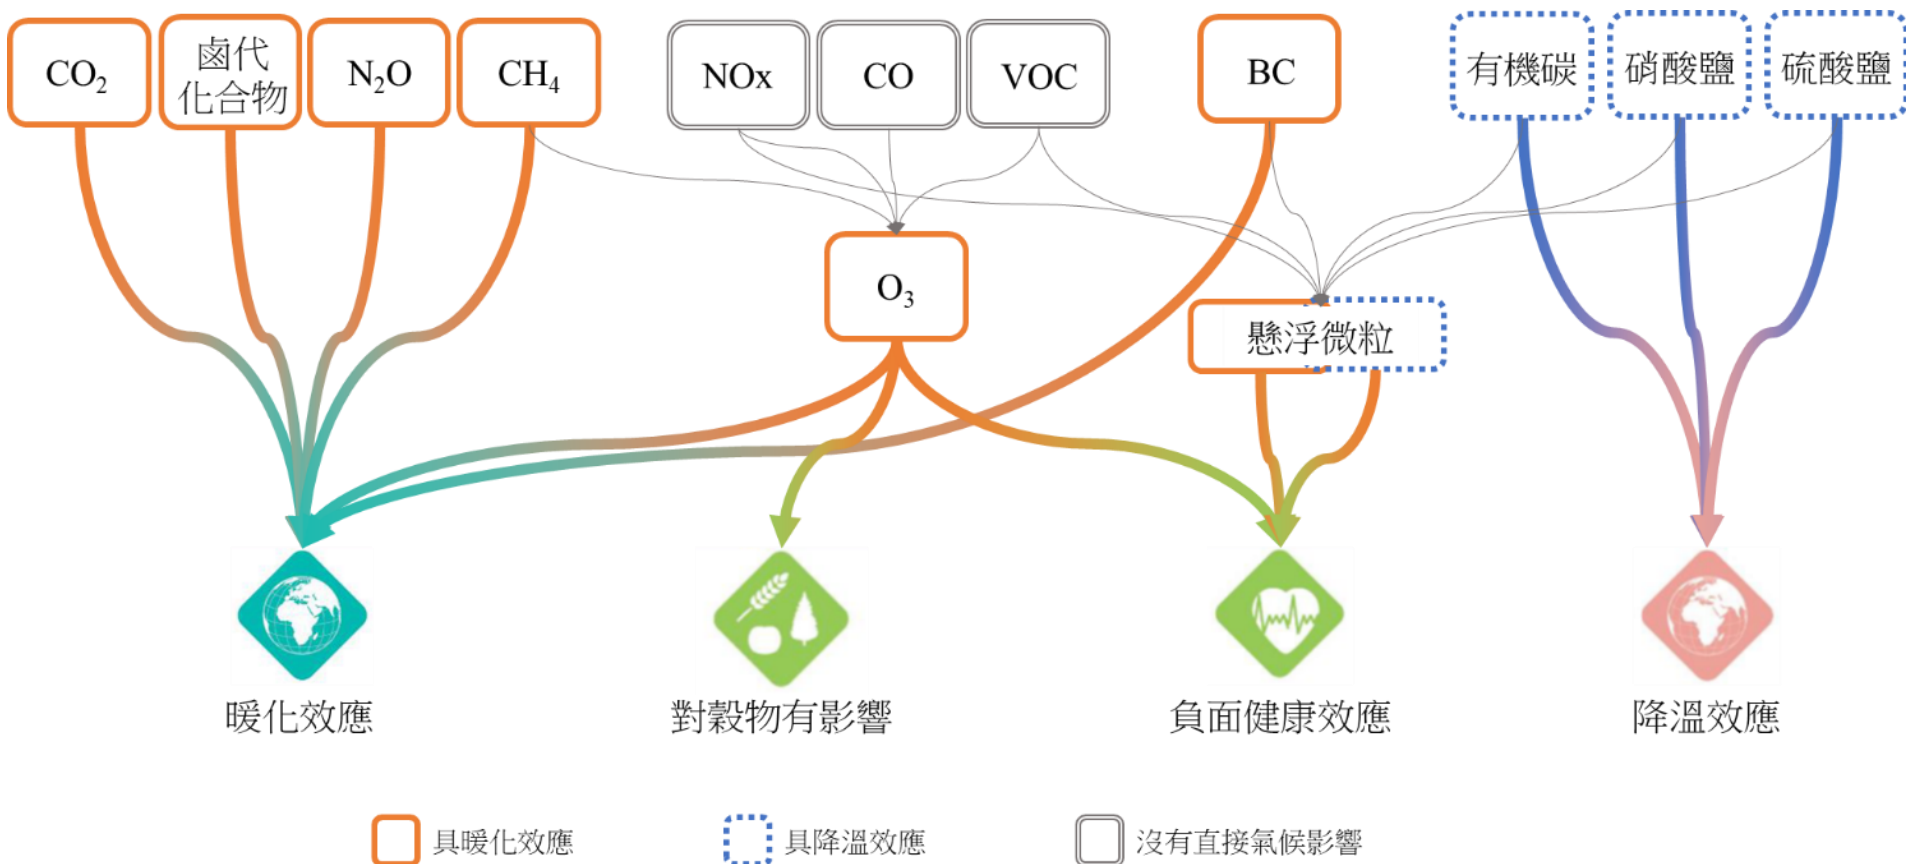 CO₂
鹵代
化合物
N₂O
CH₄
NOx
CO
VOC
BC
有機碳
硝酸鹽
硫酸鹽
O₃
懸浮微粒
暖化效應
對穀物有影響
負面健康效應
降溫效應
具暖化效應
具降溫效應
沒有直接氣候影響